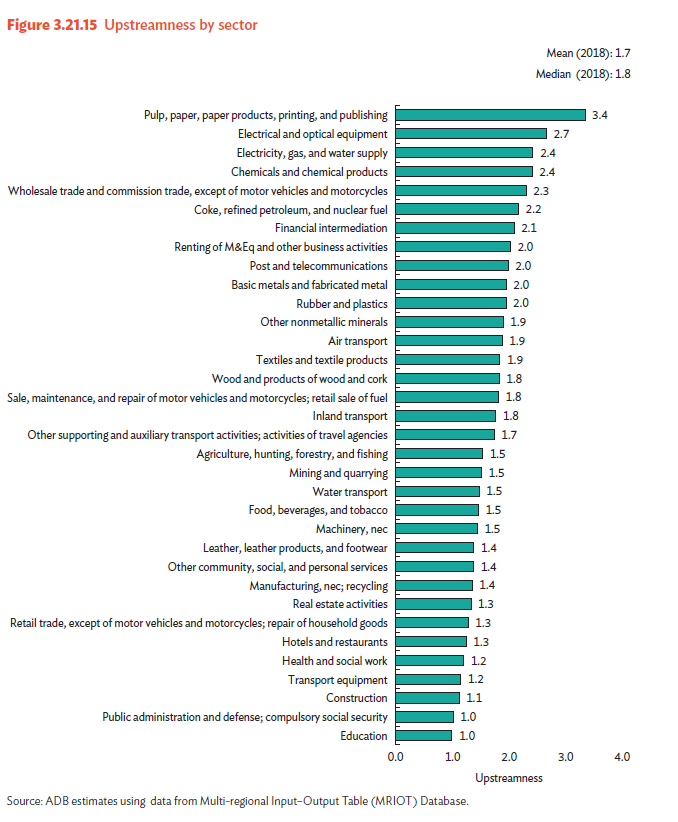 Figure 3.21.15 Upstreamness by sector
Mean (2018): 1.7
Median (2018): 1.8
Pulp, paper, paper products, printing, and publishing 3.4
Electrical and optical equipment 2.7
Electricity, gas, and water supply 2.4
Chemicals and chemical products 2.4
Wholesale trade and commission trade, except of motor vehicles and motorcycles 2.3
Coke, refined petroleum, and nuclear fuel 2.2
Financial intermediation 2.1
Renting of M&Eq and other business activities 2.0
Post and telecommunications 2.0
Basic metals and fabricated metal 2.0
Rubber and plastics 2.0
Other nonmetallic minerals 1.9
Air transport 1.9
Textiles and textile products 1.9
Wood and products of wood and cork 1.8
Sale, maintenance, and repair of motor vehicles and motorcycles; retail sale of fuel 1.8
Inland transport 1.8
Other supporting and auxiliary transport activities; activities of travel agencies 1.7
Agriculture, hunting, forestry, and fishing 1.5
Mining and quarrying 1.5
Water transport 1.5
Food, beverages, and tobacco 1.5
Machinery, nec 1.5
Leather, leather products, and footwear 1.4
Other community, social, and personal services 1.4
Manufacturing, nec; recycling 1.4
Real estate activities 1.3
Retail trade, except of motor vehicles and motorcycles; repair of household goods 1.3
Hotels and restaurants 1.3
Health and social work 1.2
Transport equipment 1.2
Construction 1.1
Public administration and defense; compulsory social security 1.0
Education 1.0
0.0 1.0 2.0 3.0 4.0
Upstreamness
Source: ADB estimates using data from Multi-regional Input–Output Table (MRIOT) Database.